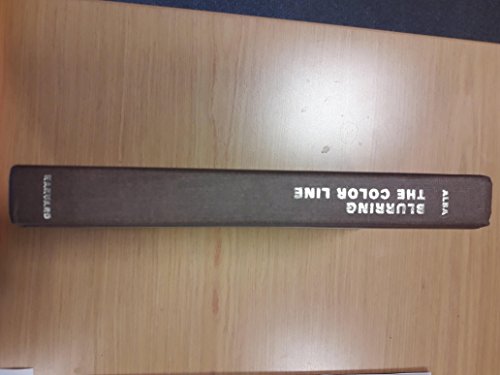 ALBA
BLURRING
THE COLOR LINE
HARVARD